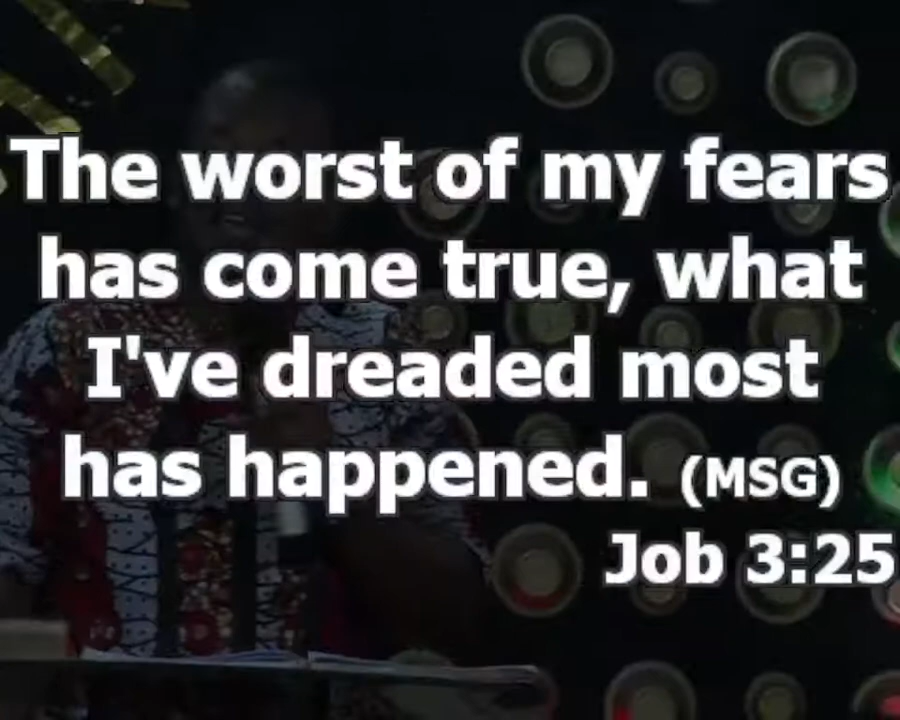 The worst of my fears
has come true, what
I've dreaded most
has happened. (MSG)
Job 3:25